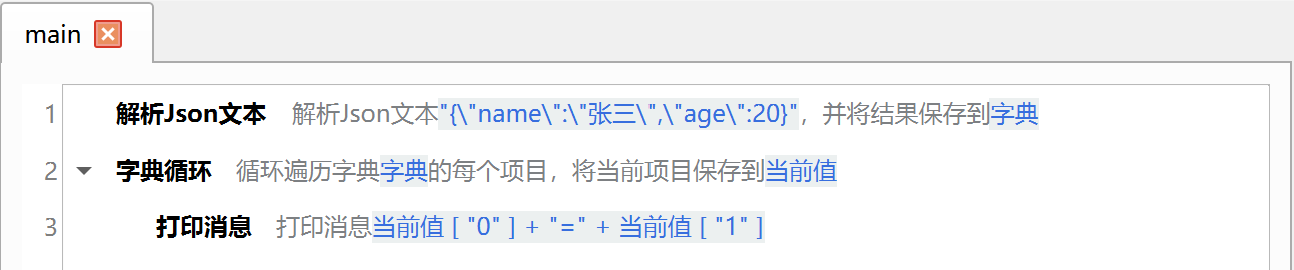 main
1 解析Json文本 解析Json文本"{\"name\":\"张三\",\"age\":20}"，并将结果保存到字典
2 字典循环 循环遍历字典字典的每个项目，将当前项目保存到当前值
3 打印消息 打印消息当前值 [ "0" ] + "=" + 当前值 [ "1" ]